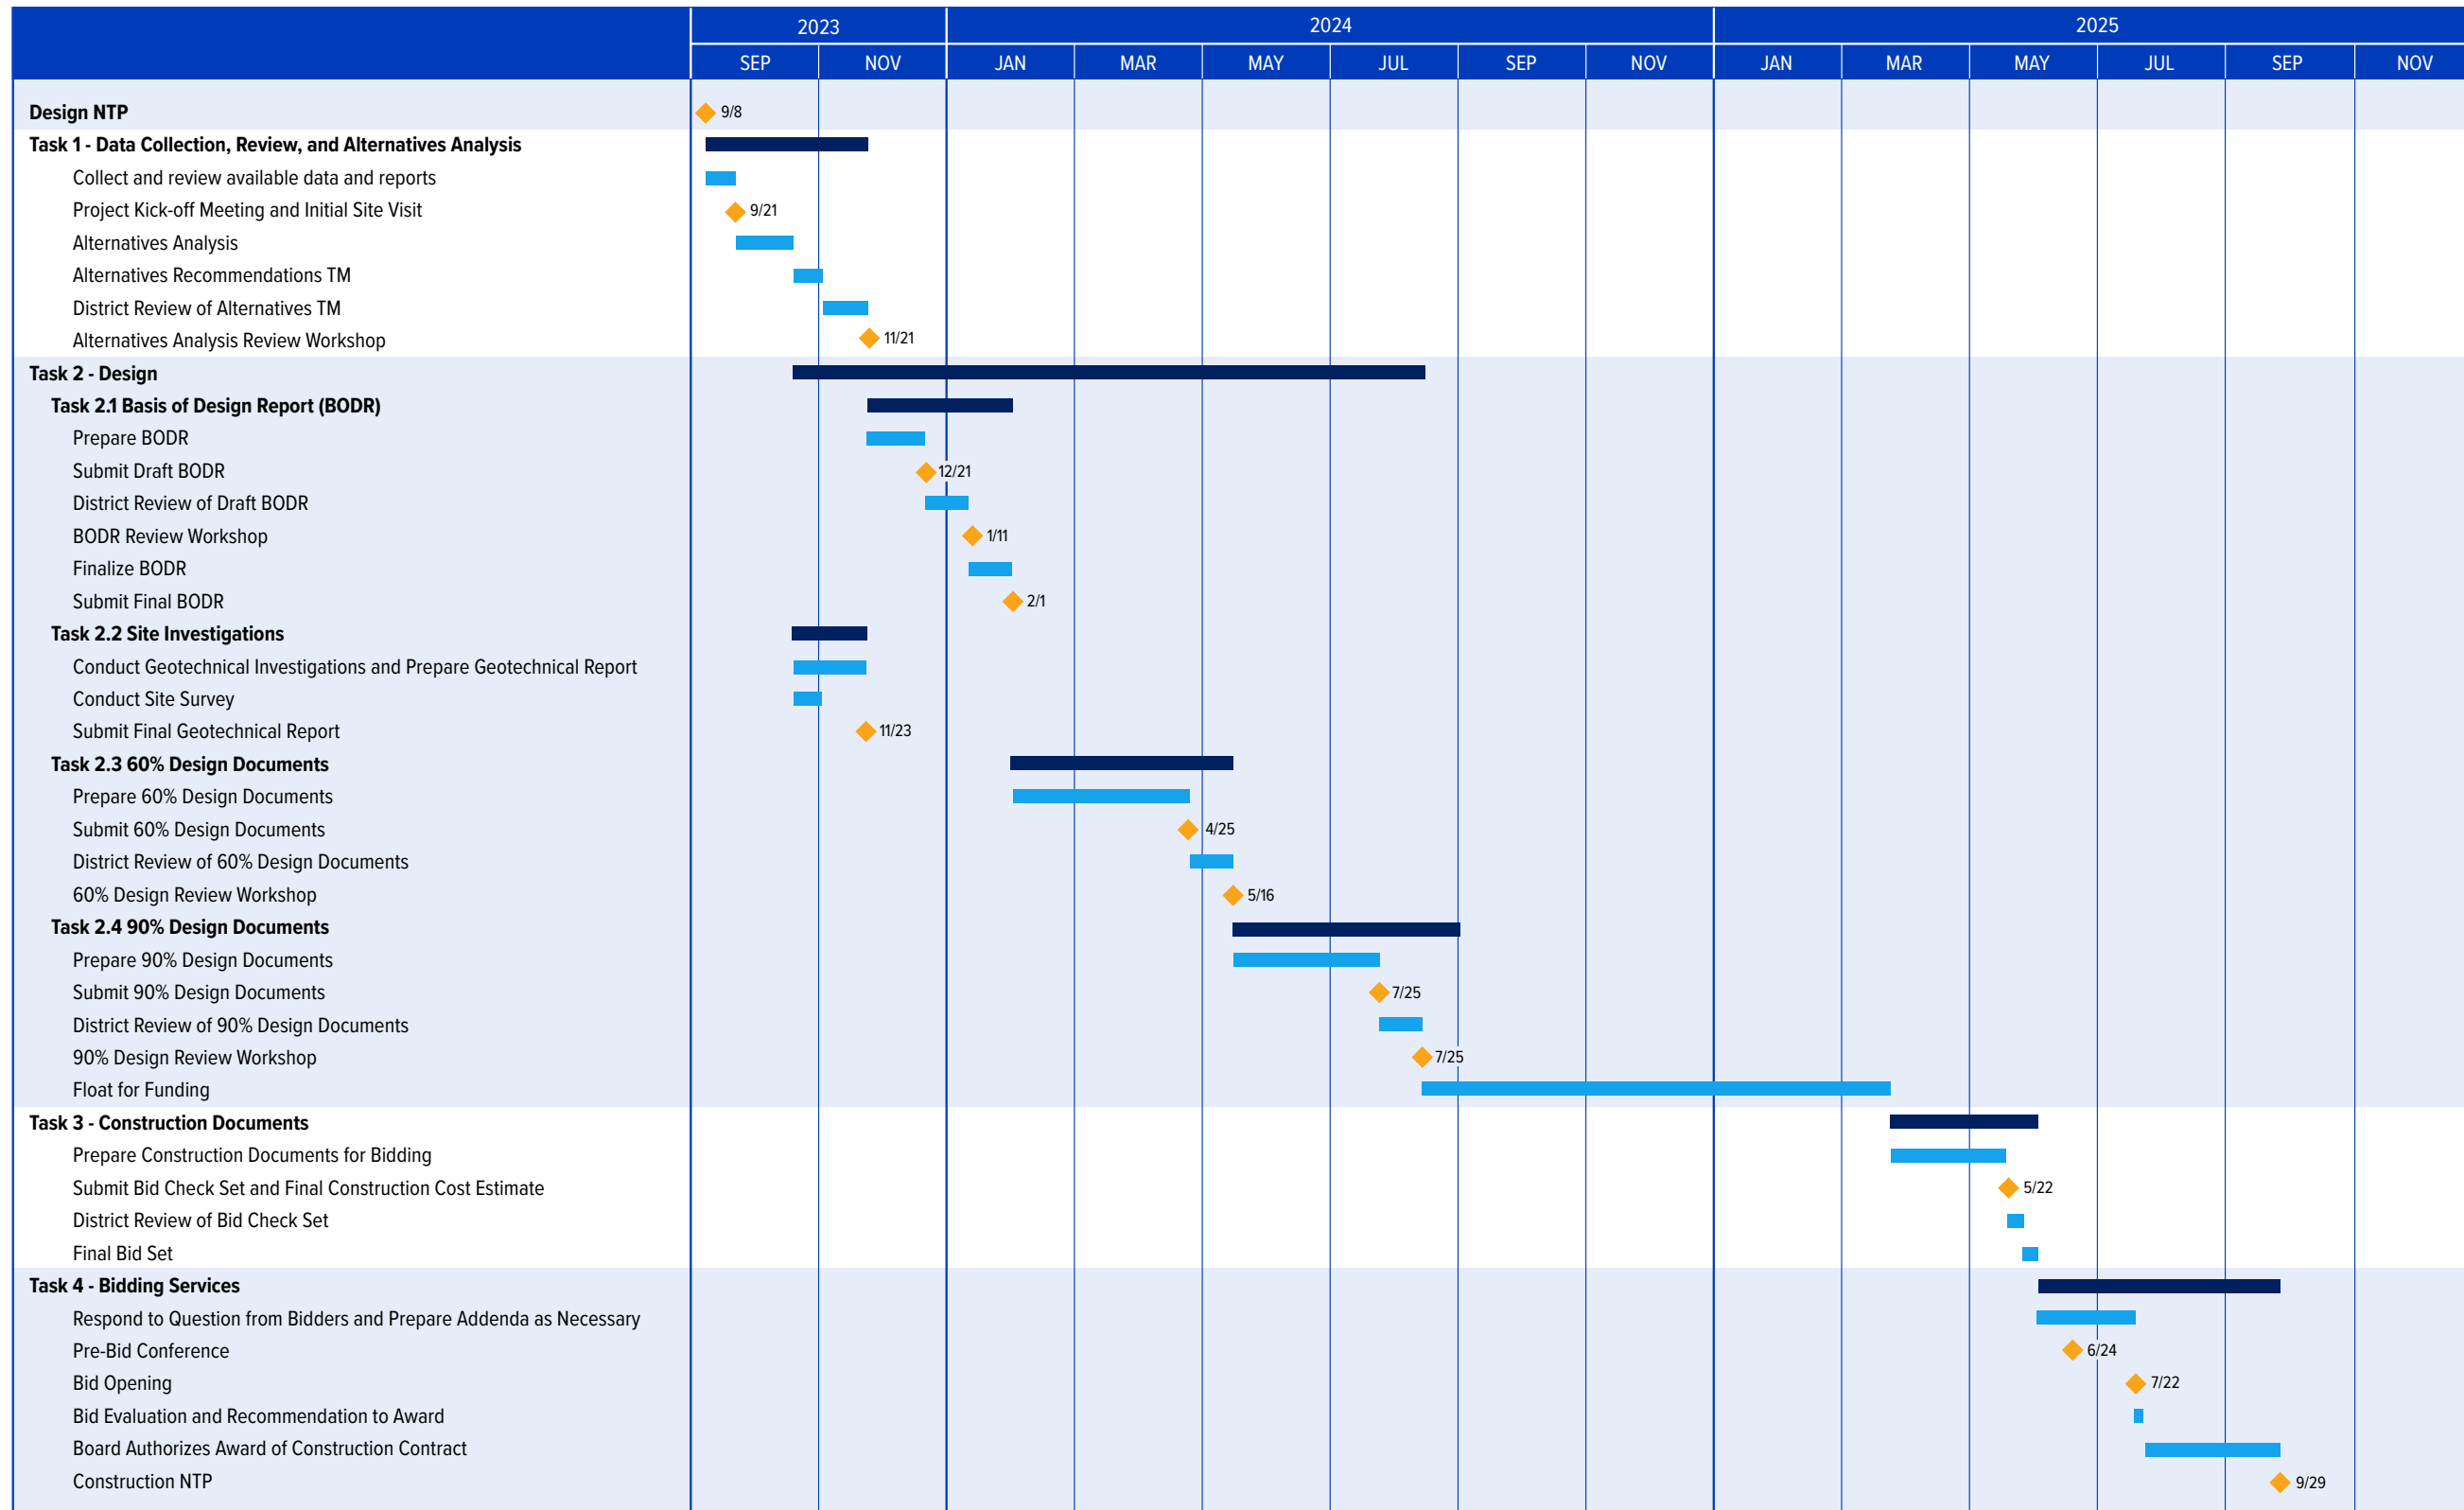 2023 2024 2025
SEP NOV JAN MAR MAY JUL SEP NOV JAN MAR MAY JUL SEP NOV
Design NTP 9/8
Task 1 - Data Collection, Review, and Alternatives Analysis
Collect and review available data and reports
Project Kick-off Meeting and Initial Site Visit 9/21
Alternatives Analysis
Alternatives Recommendations TM
District Review of Alternatives TM
Alternatives Analysis Review Workshop 11/21
Task 2 - Design
Task 2.1 Basis of Design Report (BODR)
Prepare BODR
Submit Draft BODR 12/21
District Review of Draft BODR
BODR Review Workshop 1/11
Finalize BODR
Submit Final BODR 2/1
Task 2.2 Site Investigations
Conduct Geotechnical Investigations and Prepare Geotechnical Report
Conduct Site Survey
Submit Final Geotechnical Report 11/23
Task 2.3 60% Design Documents
Prepare 60% Design Documents
Submit 60% Design Documents 4/25
District Review of 60% Design Documents
60% Design Review Workshop 5/16
Task 2.4 90% Design Documents
Prepare 90% Design Documents
Submit 90% Design Documents 7/25
District Review of 90% Design Documents
90% Design Review Workshop 7/25
Float for Funding
Task 3 - Construction Documents
Prepare Construction Documents for Bidding
Submit Bid Check Set and Final Construction Cost Estimate 5/22
District Review of Bid Check Set
Final Bid Set
Task 4 - Bidding Services
Respond to Question from Bidders and Prepare Addenda as Necessary
Pre-Bid Conference 6/24
Bid Opening 7/22
Bid Evaluation and Recommendation to Award
Board Authorizes Award of Construction Contract
Construction NTP 9/29